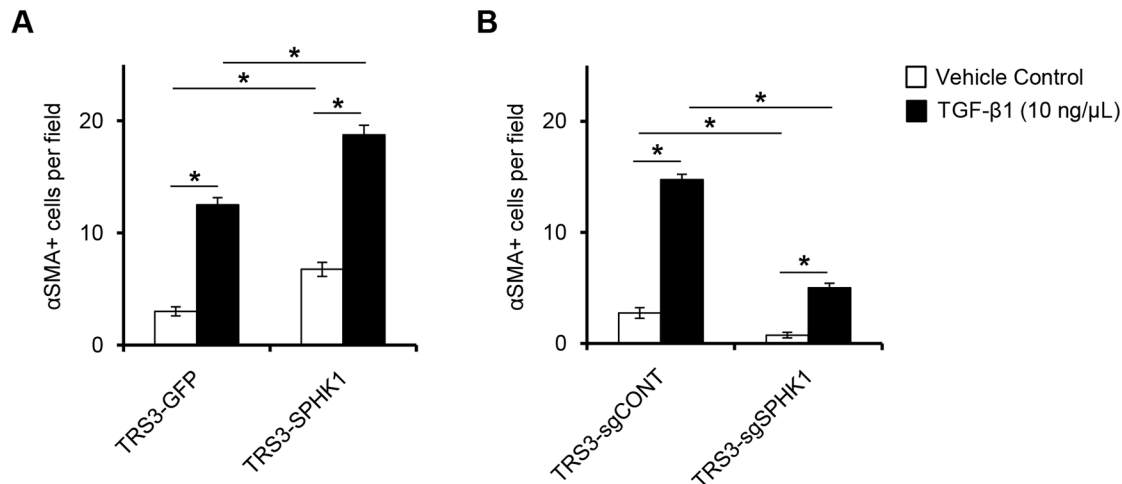 A
αSMA+ cells per field
20
10
0
*
*
*
*
TRS3-GFP
TRS3-SPHK1
B
αSMA+ cells per field
20
10
0
*
*
*
*
TRS3-sgCONT
TRS3-sgSPHK1
Vehicle Control
TGF-β1 (10 ng/µL)